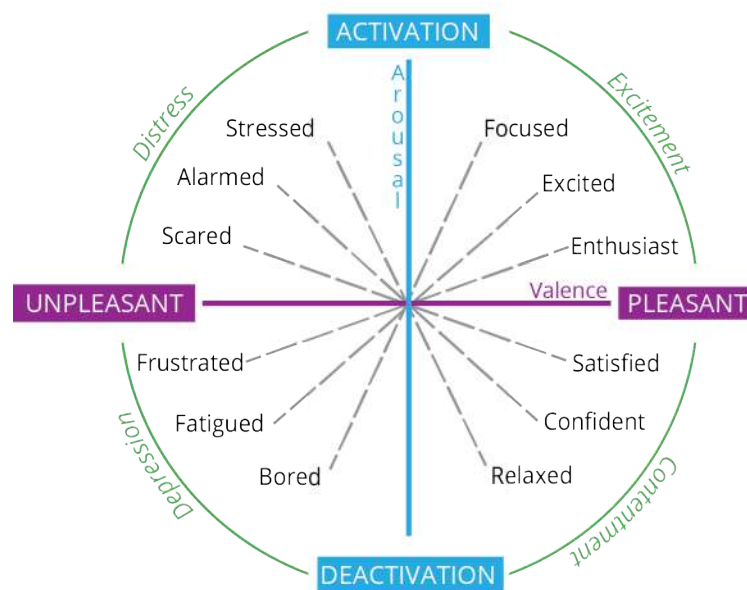 ACTIVATION
Arousal
Distress
Excitement
Stressed
Focused
Alarmed
Excited
Scared
Enthusiast
UNPLEASANT
Valence
PLEASANT
Frustrated
Satisfied
Fatigued
Confident
Bored
Relaxed
Depression
Contentment
DEACTIVATION